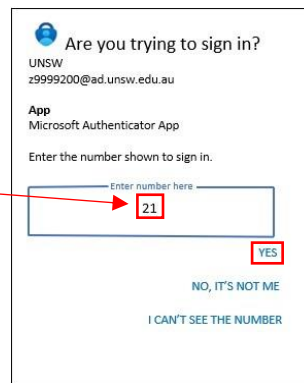 Are you trying to sign in?
UNSW
z9999200@ad.unsw.edu.au
App
Microsoft Authenticator App
Enter the number shown to sign in.
Enter number here
21
YES
NO, IT'S NOT ME
I CAN'T SEE THE NUMBER